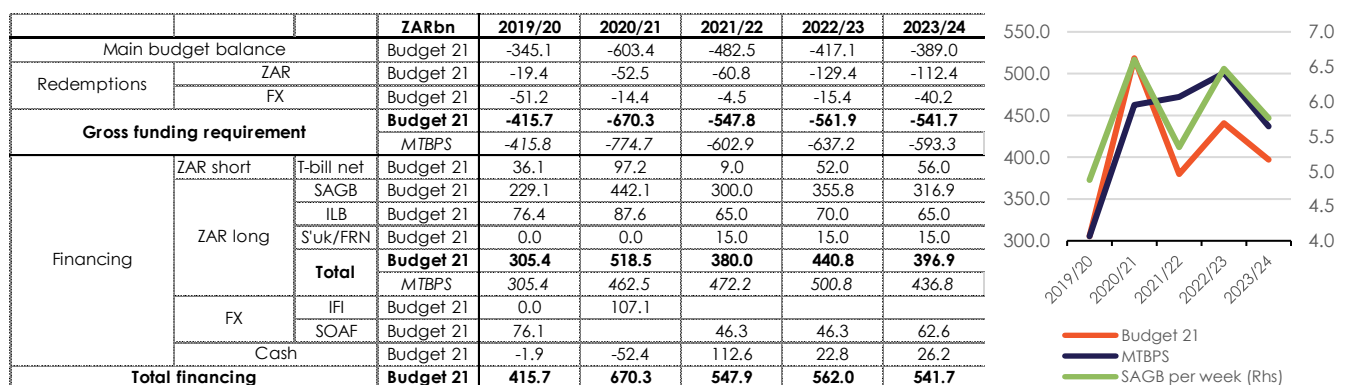 ZARbn 2019/20 2020/21 2021/22 2022/23 2023/24
Main budget balance Budget 21 -345.1 -603.4 -482.5 -417.1 -389.0
Redemptions ZAR Budget 21 -19.4 -52.5 -60.8 -129.4 -112.4
FX Budget 21 -51.2 -14.4 -4.5 -15.4 -40.2
Gross funding requirement Budget 21 -415.7 -670.3 -547.8 -561.9 -541.7
MTBPS -415.8 -774.7 -602.9 -637.2 -593.3
Financing ZAR short T-bill net Budget 21 36.1 97.2 9.0 52.0 56.0
ZAR long SAGB Budget 21 229.1 442.1 300.0 355.8 316.9
ILB Budget 21 76.4 87.6 65.0 70.0 65.0
S'uk/FRN Budget 21 0.0 0.0 15.0 15.0 15.0
Total Budget 21 305.4 518.5 380.0 440.8 396.9
MTBPS 305.4 462.5 472.2 500.8 436.8
FX IFI Budget 21 0.0 107.1
SOAF Budget 21 76.1 46.3 46.3 62.6
Cash Budget 21 -1.9 -52.4 112.6 22.8 26.2
Total financing Budget 21 415.7 670.3 547.9 562.0 541.7
550.0 7.0
500.0 6.5
6.0
450.0 5.5
400.0 5.0
350.0 4.5
300.0 4.0
2019/20 2020/21 2021/22 2022/23 2023/24
Budget 21
MTBPS
SAGB per week (Rhs)